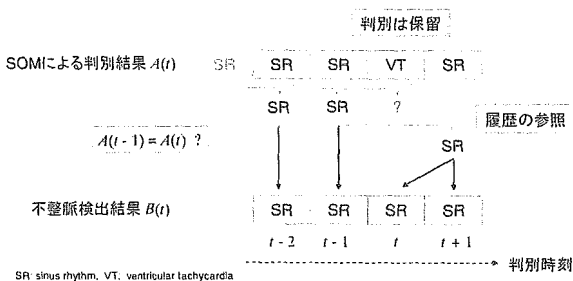 判別は保留
SOMによる判別結果 A(t) SR SR SR VT SR
SR SR ?
履歴の参照
A(t - 1) = A(t) ?
SR
不整脈検出結果 B(t) SR SR SR SR
t - 2 t - 1 t t + 1
判別時刻
SR: sinus rhythm, VT: ventricular tachycardia